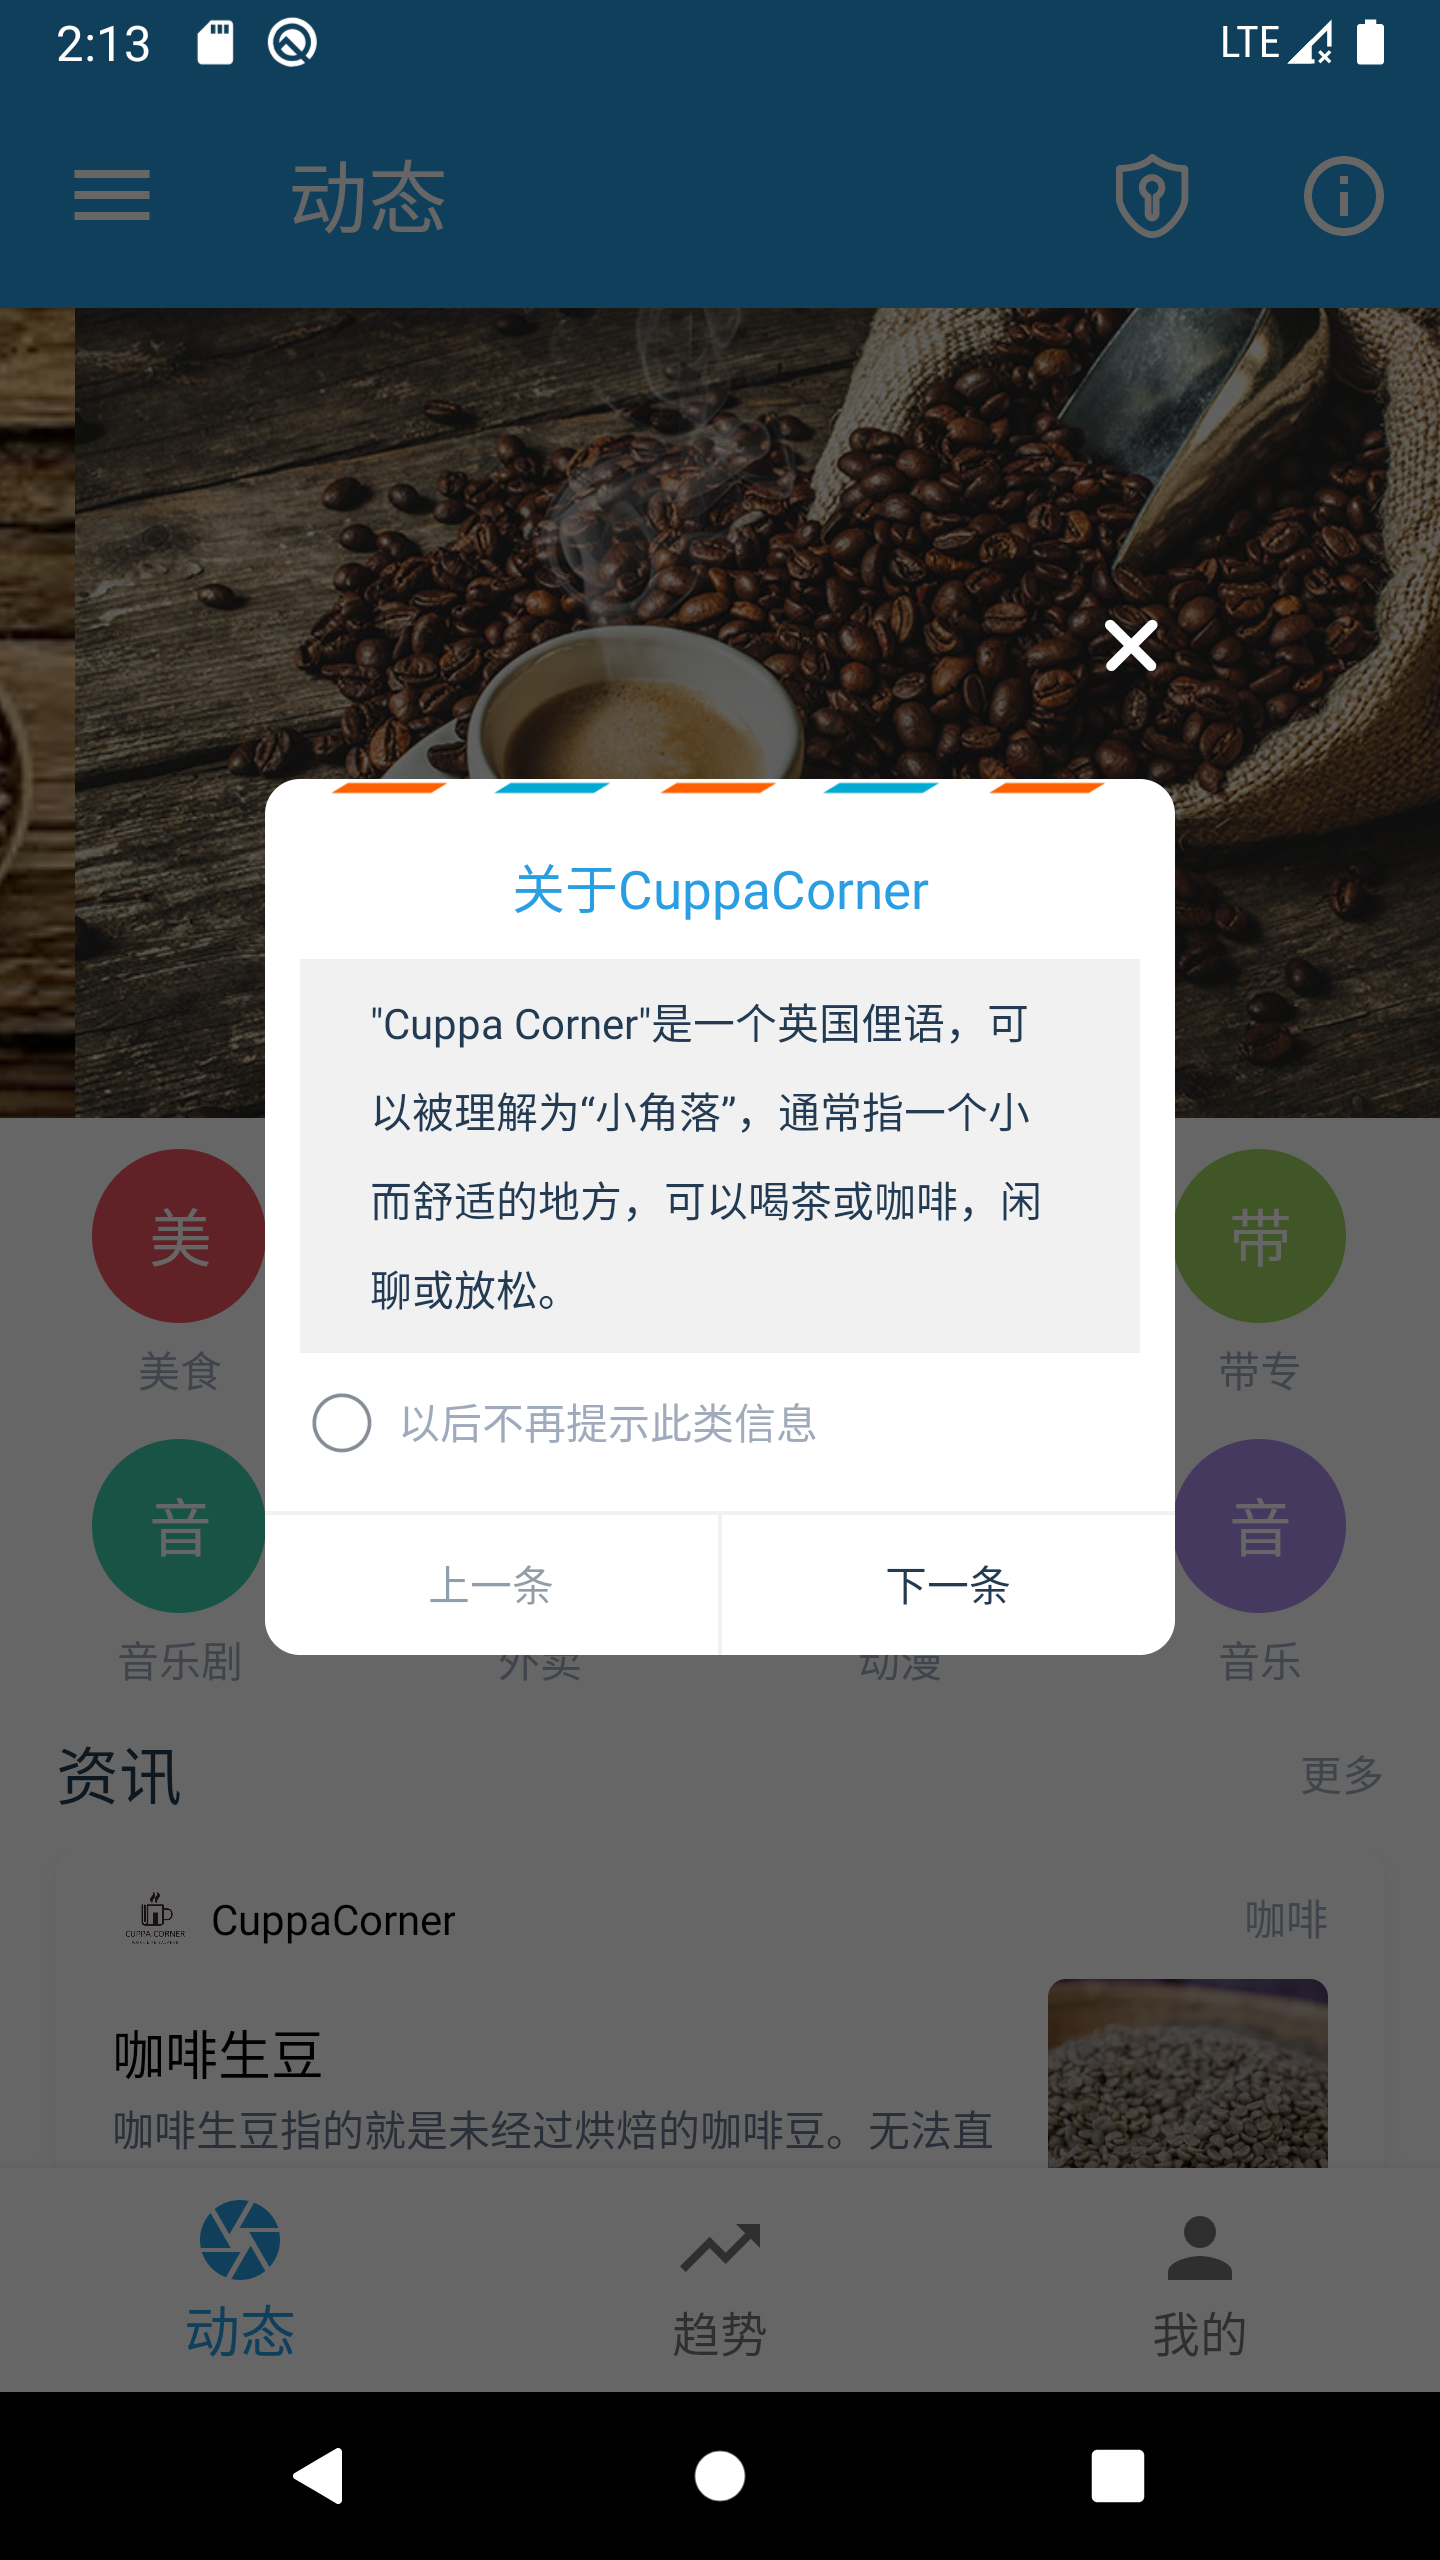 2:13
LTE
动态
关于CuppaCorner
"Cuppa Corner"是一个英国俚语，可
以被理解为“小角落”，通常指一个小
而舒适的地方，可以喝茶或咖啡，闲
聊或放松。
以后不再提示此类信息
上一条
下一条
美
带
美食
带专
音
音
音乐剧
外卖
动漫
音乐
资讯
更多
CUPPA CORNER
CuppaCorner
咖啡
咖啡生豆
咖啡生豆指的就是未经过烘焙的咖啡豆。无法直
动态
趋势
我的